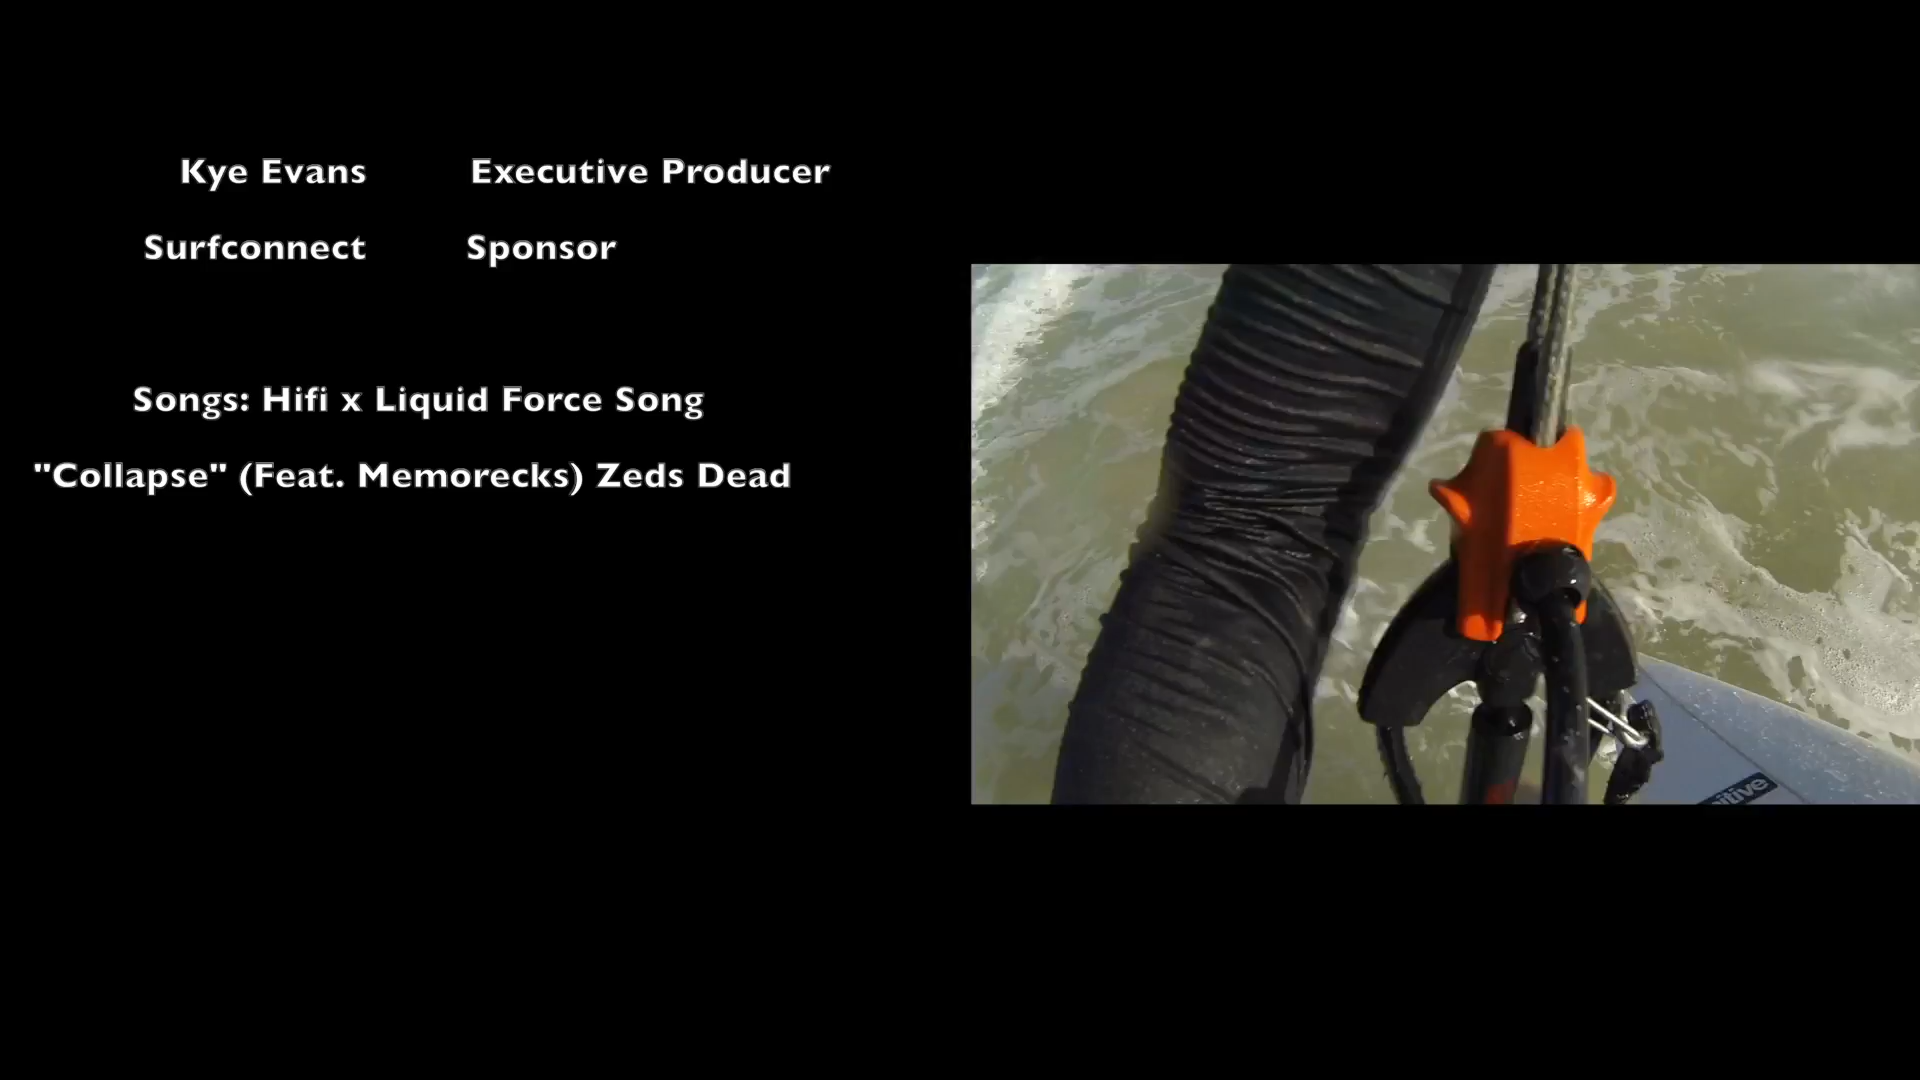 Kye Evans Executive Producer
Surfconnect Sponsor
Songs: Hifi x Liquid Force Song
"Collapse" (Feat. Memorecks) Zeds Dead